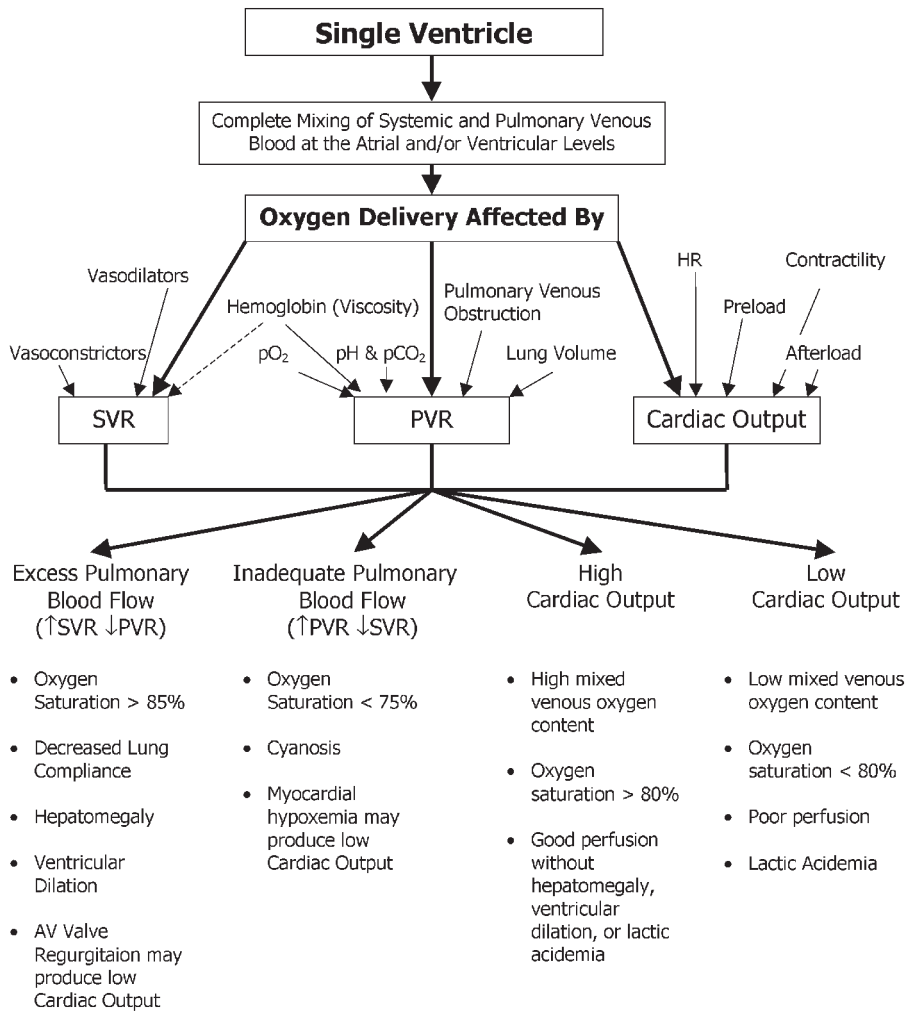 Single Ventricle
Complete Mixing of Systemic and Pulmonary Venous
Blood at the Atrial and/or Ventricular Levels
Oxygen Delivery Affected By
Vasodilators
Vasoconstrictors
SVR
Hemoglobin (Viscosity)
pO₂
pH & pCO₂
Pulmonary Venous
Obstruction
Lung Volume
PVR
HR
Preload
Contractility
Afterload
Cardiac Output
Excess Pulmonary
Blood Flow
(↑SVR ↓PVR)
• Oxygen
Saturation > 85%
• Decreased Lung
Compliance
• Hepatomegaly
• Ventricular
Dilation
• AV Valve
Regurgitaion may
produce low
Cardiac Output
Inadequate Pulmonary
Blood Flow
(↑PVR ↓SVR)
• Oxygen
Saturation < 75%
• Cyanosis
• Myocardial
hypoxemia may
produce low
Cardiac Output
High
Cardiac Output
• High mixed
venous oxygen
content
• Oxygen
saturation > 80%
• Good perfusion
without
hepatomegaly,
ventricular
dilation, or lactic
acidemia
Low
Cardiac Output
• Low mixed venous
oxygen content
• Oxygen
saturation < 80%
• Poor perfusion
• Lactic Acidemia